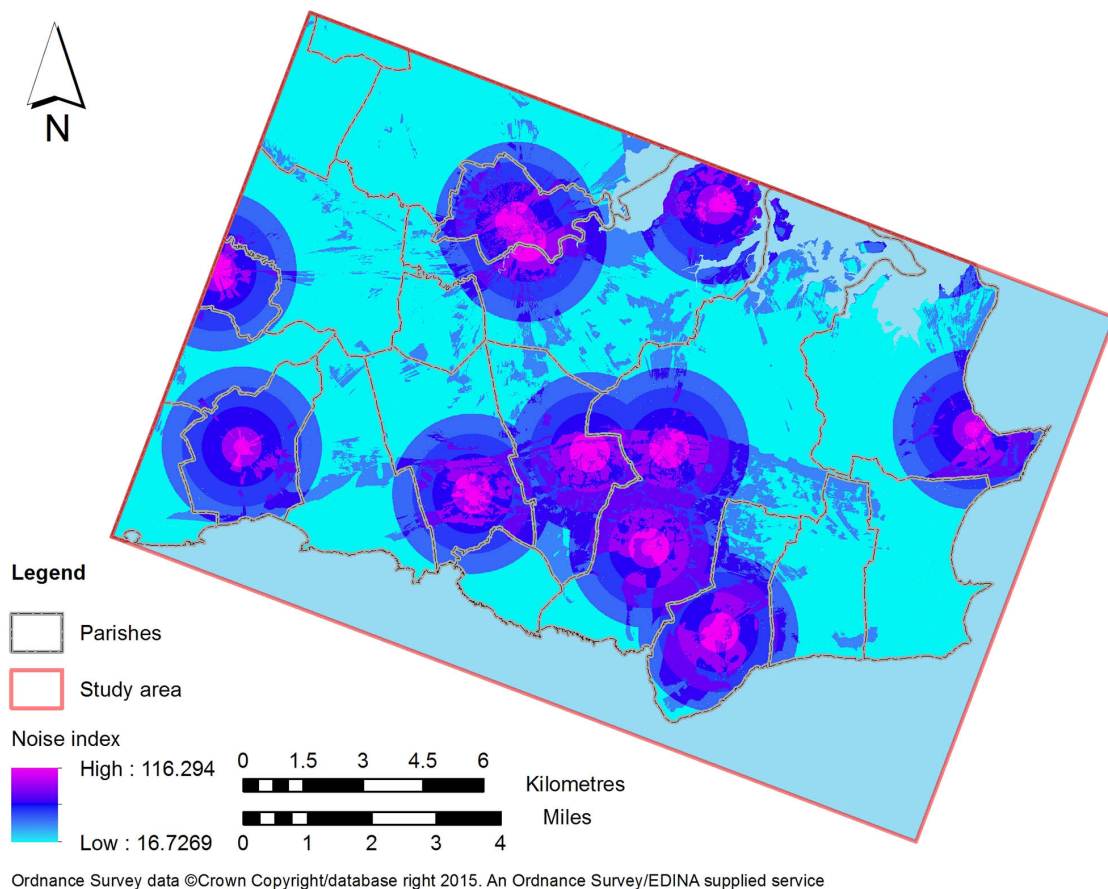 N
Legend
Parishes
Study area
Noise index
High : 116.294
Low : 16.7269
0 1.5 3 4.5 6
Kilometres
Miles
0 1 2 3 4
Ordnance Survey data ©Crown Copyright/database right 2015. An Ordnance Survey/EDINA supplied service